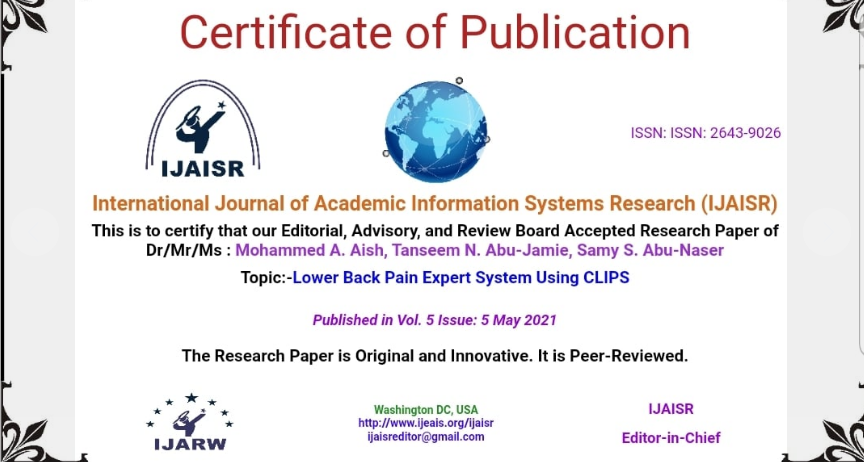 Certificate of Publication
IJAISR
ISSN: ISSN: 2643-9026
International Journal of Academic Information Systems Research (IJAISR)
This is to certify that our Editorial, Advisory, and Review Board Accepted Research Paper of
Dr/Mr/Ms : Mohammed A. Aish, Tanseem N. Abu-Jamie, Samy S. Abu-Naser
Topic:-Lower Back Pain Expert System Using CLIPS
Published in Vol. 5 Issue: 5 May 2021
The Research Paper is Original and Innovative. It is Peer-Reviewed.
IJARW
Washington DC, USA
http://www.ijeais.org/ijaisr
ijaisreditor@gmail.com
IJAISR
Editor-in-Chief